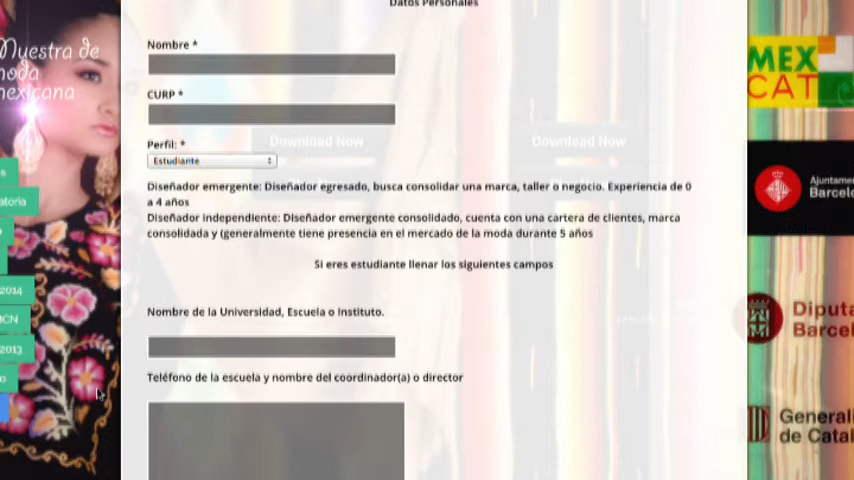 Datos Personales
Muestra de
moda
mexicana
Nombre *
CURP *
Perfil: *
Download Now
Download Now
Estudiante
Diseñador emergente: Diseñador egresado, busca consolidar una marca, taller o negocio. Experiencia de 0
a 4 años
Diseñador Independiente: Diseñador emergente consolidado, cuenta con una cartera de clientes, marca
consolidada y (generalmente tiene presencia en el mercado de la moda durante 5 años
Si eres estudiante llenar los siguientes campos
Nombre de la Universidad, Escuela o Instituto.
Teléfono de la escuela y nombre del coordinador(a) o director
s
atoria
2014
BCN
2013
o
MEX
CAT
Ajuntame
Barcelo
Diputa
Barcel
Generali
de Catal